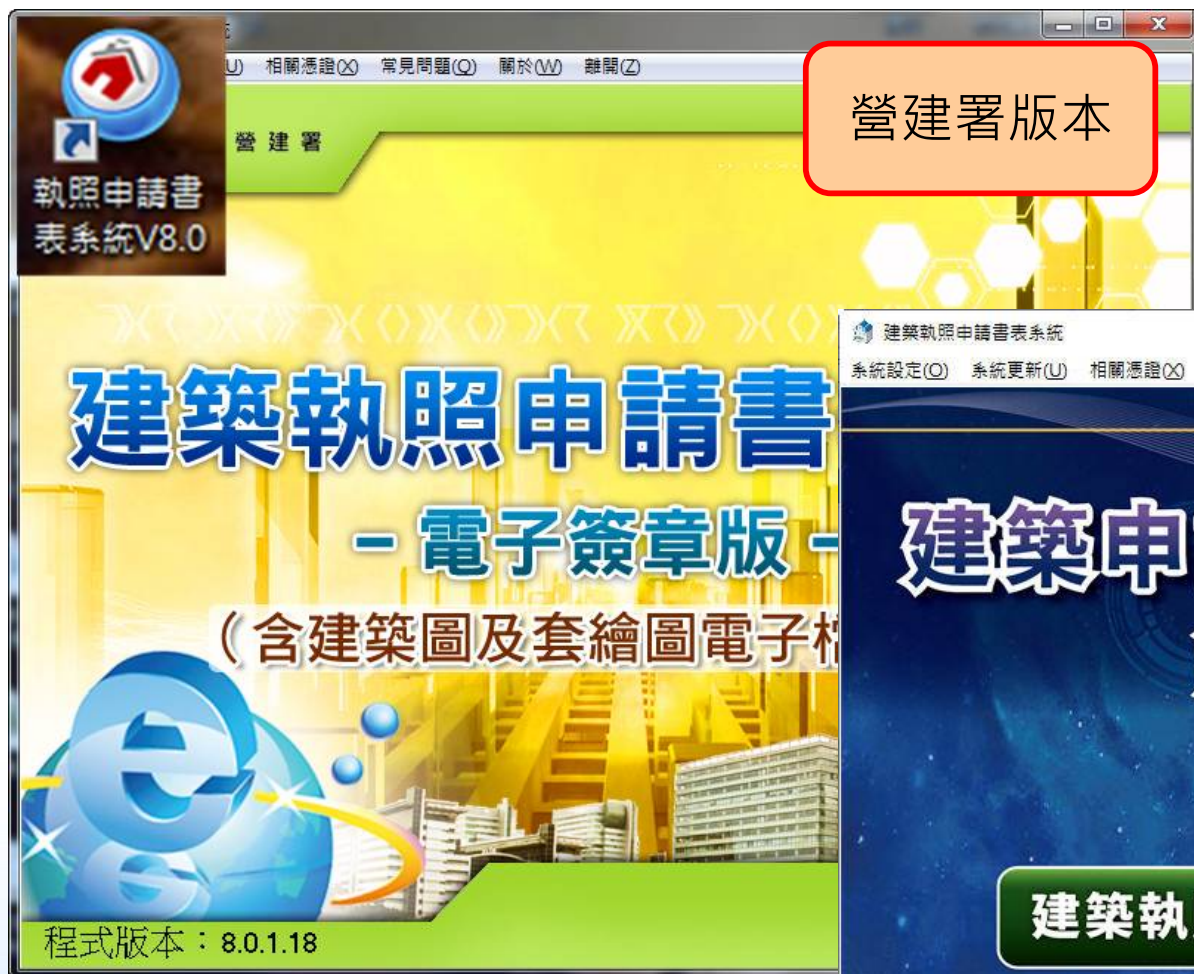 U) 相關憑證(X) 常見問題(Q) 關於(W) 離開(Z)
營建署版本
營建署
執照申請書
表系統V8.0
建築執照申請書
- 電子簽章版 -
(含建築圖及套繪圖電子檔
程式版本：8.0.1.18
建築執照申請書表系統
系統設定(O) 系統更新(U) 相關憑證(X)
建築申
建築執